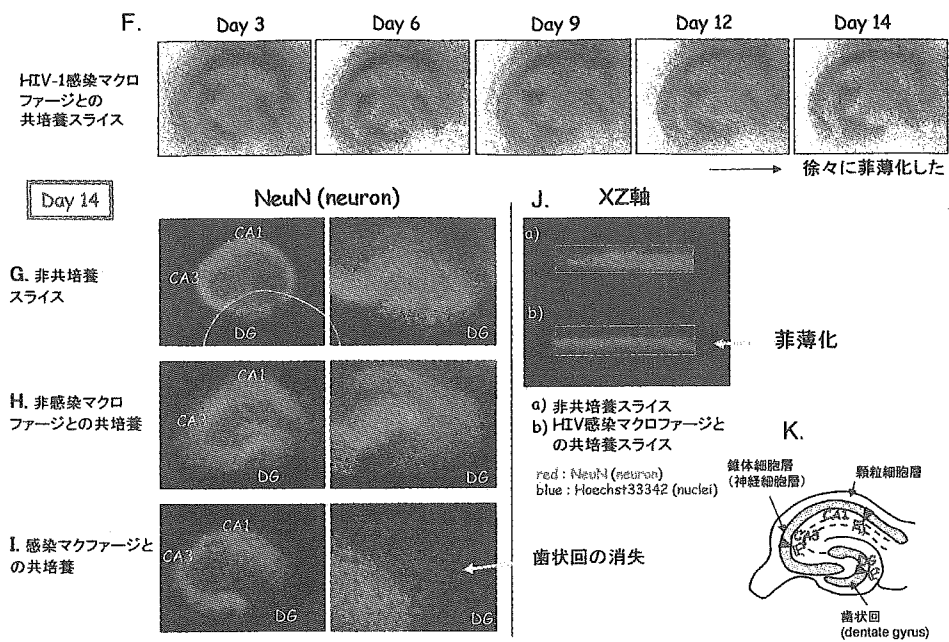 F.
Day 3
Day 6
Day 9
Day 12
Day 14
HIV-1感染マクロ
ファージとの
共培養スライス
徐々に菲薄化した
Day 14
NeuN (neuron)
G. 非共培養
スライス
CA1
CA3
DG
DG
H. 非感染マクロ
ファージとの共培養
CA1
CA3
DG
DG
I. 感染マクファージと
の共培養
CA1
CA3
DG
DG
歯状回の消失
J.
XZ軸
a)
b)
菲薄化
a) 非共培養スライス
b) HIV感染マクロファージと
の共培養スライス
red : NeuN (neuron)
blue : Hoechst33342 (nuclei)
K.
錐体細胞層
(神経細胞層)
顆粒細胞層
CA1
CA3
歯状回
(dentate gyrus)